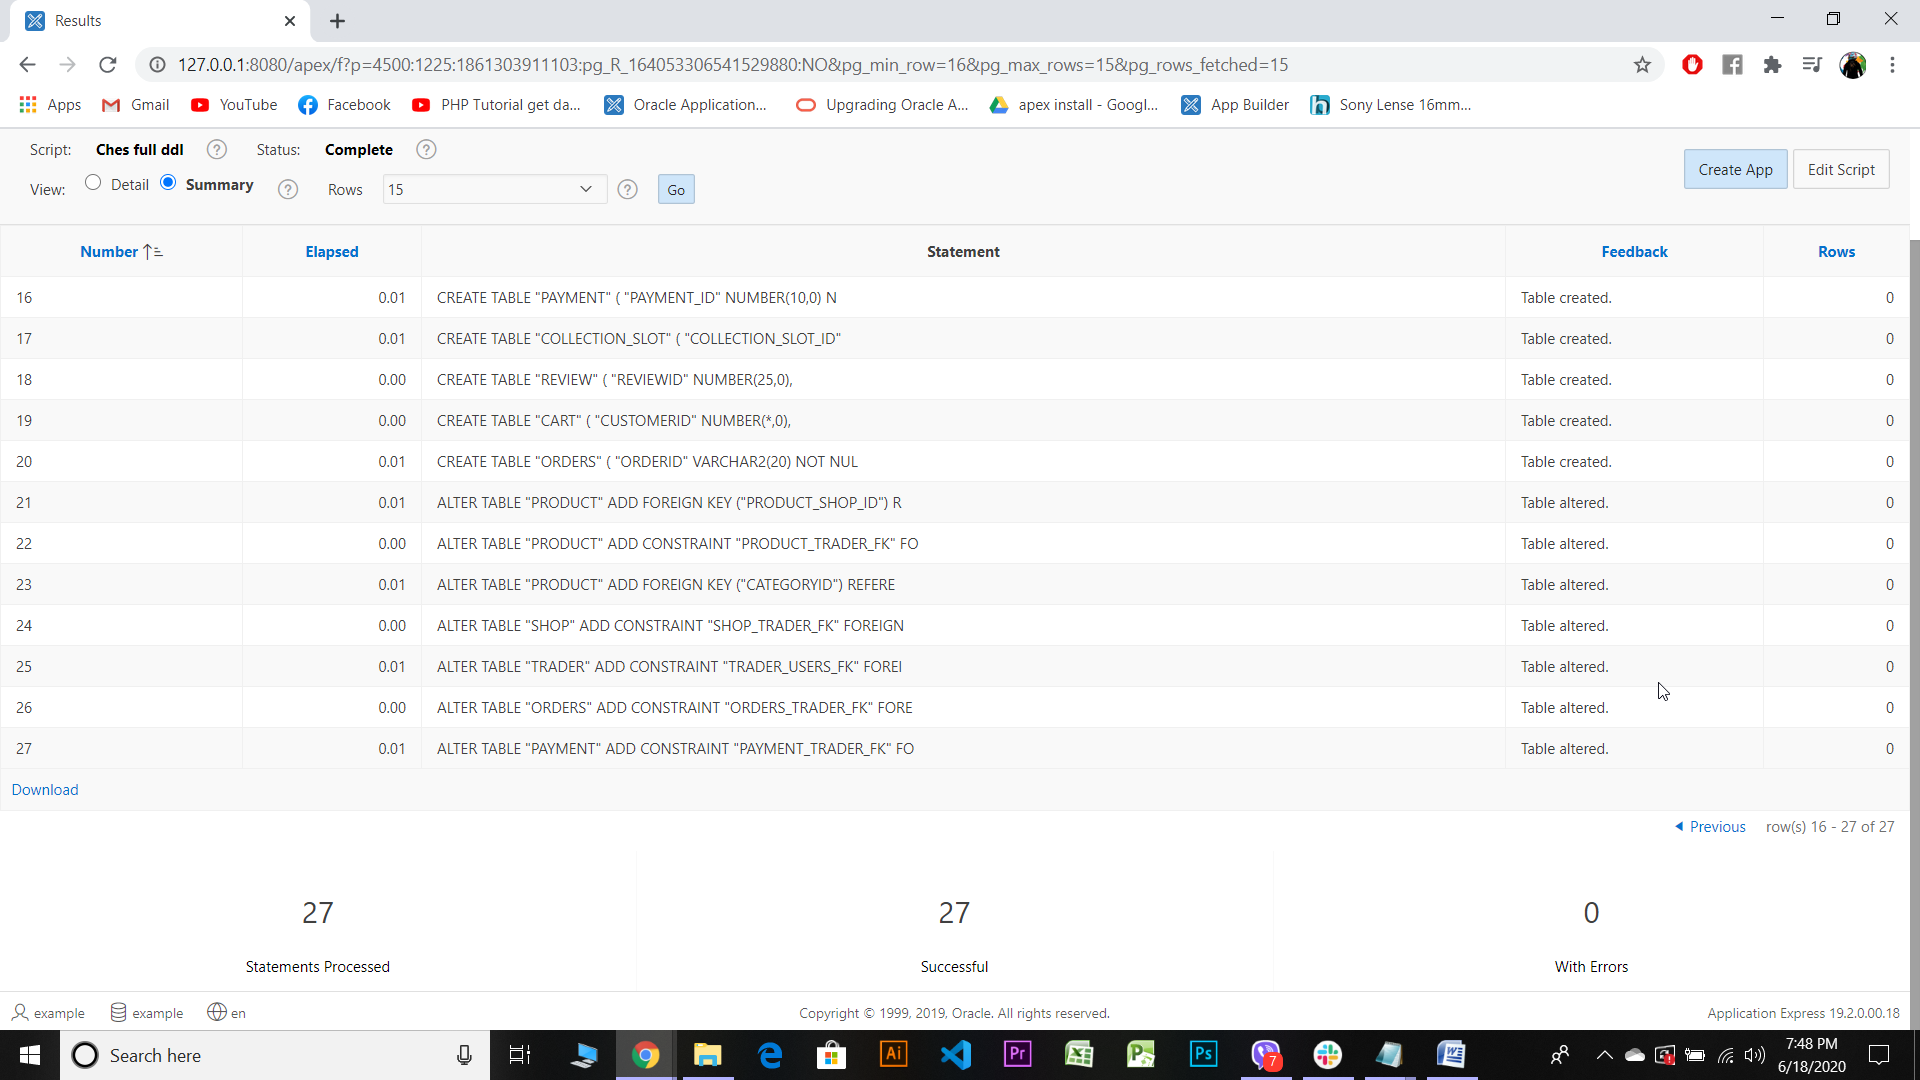 Results
127.0.0.1:8080/apex/f?p=4500:1225:1861303911103:pg_R_164053306541529880:NO&pg_min_row=16&pg_max_rows=15&pg_rows_fetched=15
Apps Gmail YouTube Facebook PHP Tutorial get da... Oracle Application... Upgrading Oracle A... apex install - Googl... App Builder Sony Lense 16mm...
Script: Ches full ddl ? Status: Complete ?
Create App Edit Script
View: Detail Summary ? Rows 15 ? Go
Number Elapsed Statement Feedback Rows
16 0.01 CREATE TABLE "PAYMENT" ( "PAYMENT_ID" NUMBER(10,0) N Table created. 0
17 0.01 CREATE TABLE "COLLECTION_SLOT" ( "COLLECTION_SLOT_ID" Table created. 0
18 0.00 CREATE TABLE "REVIEW" ( "REVIEWID" NUMBER(25,0), Table created. 0
19 0.00 CREATE TABLE "CART" ( "CUSTOMERID" NUMBER(*,0), Table created. 0
20 0.01 CREATE TABLE "ORDERS" ( "ORDERID" VARCHAR2(20) NOT NUL Table created. 0
21 0.01 ALTER TABLE "PRODUCT" ADD FOREIGN KEY ("PRODUCT_SHOP_ID") R Table altered. 0
22 0.00 ALTER TABLE "PRODUCT" ADD CONSTRAINT "PRODUCT_TRADER_FK" FO Table altered. 0
23 0.01 ALTER TABLE "PRODUCT" ADD FOREIGN KEY ("CATEGORYID") REFERE Table altered. 0
24 0.00 ALTER TABLE "SHOP" ADD CONSTRAINT "SHOP_TRADER_FK" FOREIGN Table altered. 0
25 0.01 ALTER TABLE "TRADER" ADD CONSTRAINT "TRADER_USERS_FK" FOREI Table altered. 0
26 0.00 ALTER TABLE "ORDERS" ADD CONSTRAINT "ORDERS_TRADER_FK" FORE Table altered. 0
27 0.01 ALTER TABLE "PAYMENT" ADD CONSTRAINT "PAYMENT_TRADER_FK" FO Table altered. 0
Download
Previous row(s) 16 - 27 of 27
27 27 0
Statements Processed Successful With Errors
example example en Copyright © 1999, 2019, Oracle. All rights reserved. Application Express 19.2.0.00.18
Search here Ai Pr Ps 7 7:48 PM
6/18/2020